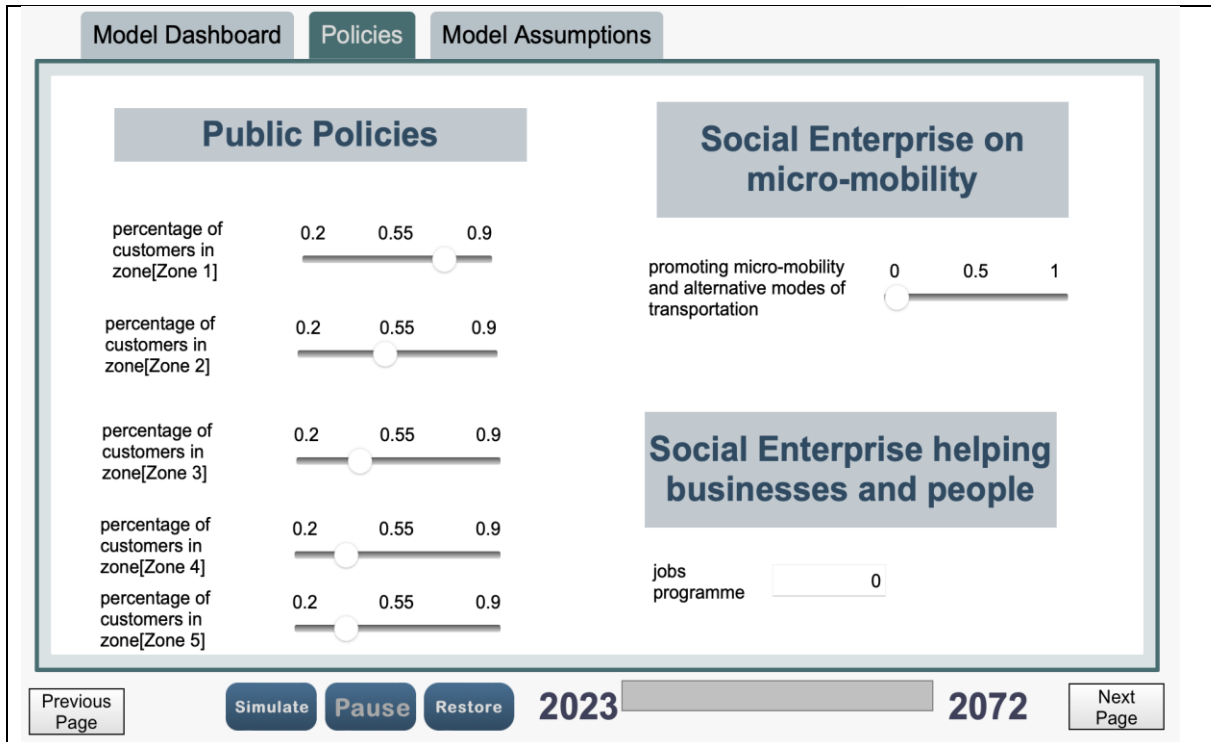 Model Dashboard
Policies
Model Assumptions
Public Policies
percentage of
customers in
zone[Zone 1]
0.2 0.55 0.9
percentage of
customers in
zone[Zone 2]
0.2 0.55 0.9
percentage of
customers in
zone[Zone 3]
0.2 0.55 0.9
percentage of
customers in
zone[Zone 4]
0.2 0.55 0.9
percentage of
customers in
zone[Zone 5]
0.2 0.55 0.9
Social Enterprise on
micro-mobility
promoting micro-mobility
and alternative modes of
transportation
0 0.5 1
Social Enterprise helping
businesses and people
jobs
programme
0
Previous
Page
Simulate
Pause
Restore
2023
2072
Next
Page